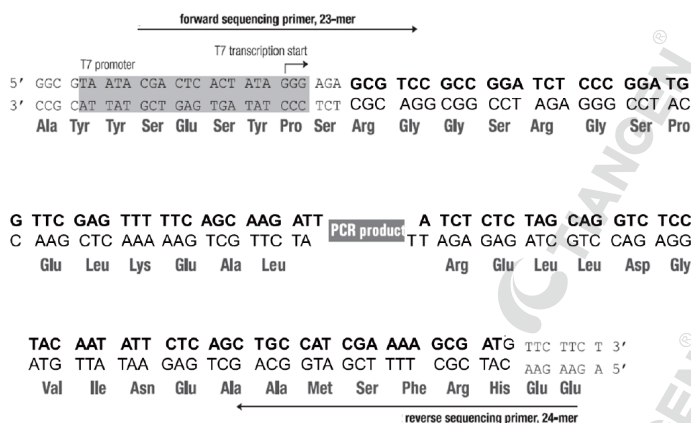 forward sequencing primer, 23-mer
T7 promoter T7 transcription start
5' GGC GTAA ATA CGA CTC ACT ATA GGG AGA GCG TCC GCC GGA TCT CCC GGA TG
3' CCG CATT TAT GCT GAG TGA TAT CCC TCT CGC AGG CGG CCT AGA GGG CCT AC
Ala Tyr Tyr Ser Glu Ser Tyr Pro Ser Arg Gly Gly Ser Arg Gly Ser Pro
G TTC GAG TTT TTC AGC AAG ATT PCR product A TCT CTC TAG CAG GTC TCC
C AAG CTC AAA AAG TCG TTC TA TT AGA GAG ATC GTC CAG AGG
Glu Leu Lys Glu Ala Leu Arg Glu Leu Leu Asp Gly
TAC AAT ATT CTC AGC TGC CAT CGA AAA GCG ATG TTC TTC T 3'
ATG TTA TAA GAG TCG ACG GTA GCT TTT CGC TAC AAG AAG A 5'
Val Ile Asn Glu Ala Ala Met Ser Phe Arg His Glu Glu
reverse sequencing primer, 24-mer
TIANGEN